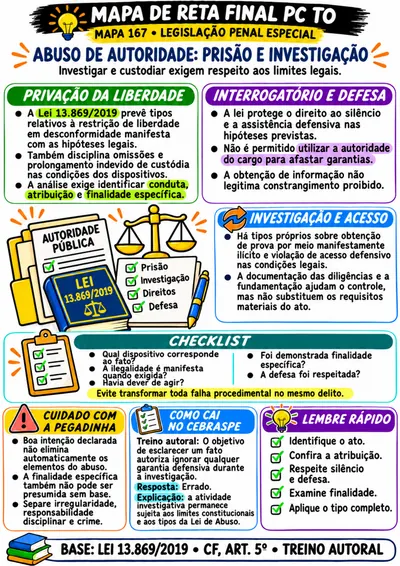 MAPA DE RETA FINAL PC TO
MAPA 167 • LEGISLAÇÃO PENAL ESPECIAL
ABUSO DE AUTORIDADE: PRISÃO E INVESTIGAÇÃO
Investigar e custodiar exigem respeito aos limites legais.
PRIVAÇÃO DA LIBERDADE
• A Lei 13.869/2019 prevê tipos
relativos à restrição de liberdade
em desconformidade manifesta
com as hipóteses legais.
• Também disciplina omissões e
prolongamento indevido de custódia
nas condições dos dispositivos.
• A análise exige identificar conduta,
atribuição e finalidade específica.
INTERROGATÓRIO E DEFESA
• A lei protege o direito ao silêncio
e a assistência defensiva nas
hipóteses previstas.
• Não é permitido utilizar a autoridade
do cargo para afastar garantias.
• A obtenção de informação não
legitima constrangimento proibido.
AUTORIDADE
PÚBLICA
LEI
13.869/2019
Prisão
Investigação
Direitos
Defesa
INVESTIGAÇÃO E ACESSO
• Há tipos próprios sobre obtenção
de prova por meio manifestamente
ilícito e violação de acesso defensivo
nas condições legais.
• A documentação das diligências e a
fundamentação ajudam o controle,
mas não substituem os requisitos
materiais do ato.
CHECKLIST
• Qual dispositivo corresponde
ao fato?
• A ilegalidade é manifesta
quando exigida?
• Havia dever de agir?
• Foi demonstrada finalidade
específica?
• A defesa foi respeitada?
Evite transformar toda falha procedimental no mesmo delito.
CUIDADO COM
A PEGADINHA
• Boa intenção declarada
não elimina
automaticamente os
elementos do abuso.
• A finalidade específica
também não pode ser
presumida sem base.
• Separe irregularidade,
responsabilidade
disciplinar e crime.
COMO CAI
NO CEBRASPE
Treino autoral: O objetivo
de esclarecer um fato
autoriza ignorar qualquer
garantia defensiva durante
a investigação.
Resposta: Errado.
Explicação: a atividade
investigativa permanece
sujeita aos limites constitucionais
e aos tipos da Lei de Abuso.
LEMBRE RÁPIDO
Identifique o ato.
Confira a atribuição.
Respeite silêncio
e defesa.
Examine finalidade.
Aplique o tipo completo.
BASE: LEI 13.869/2019 • CF, ART. 5º • TREINO AUTORAL